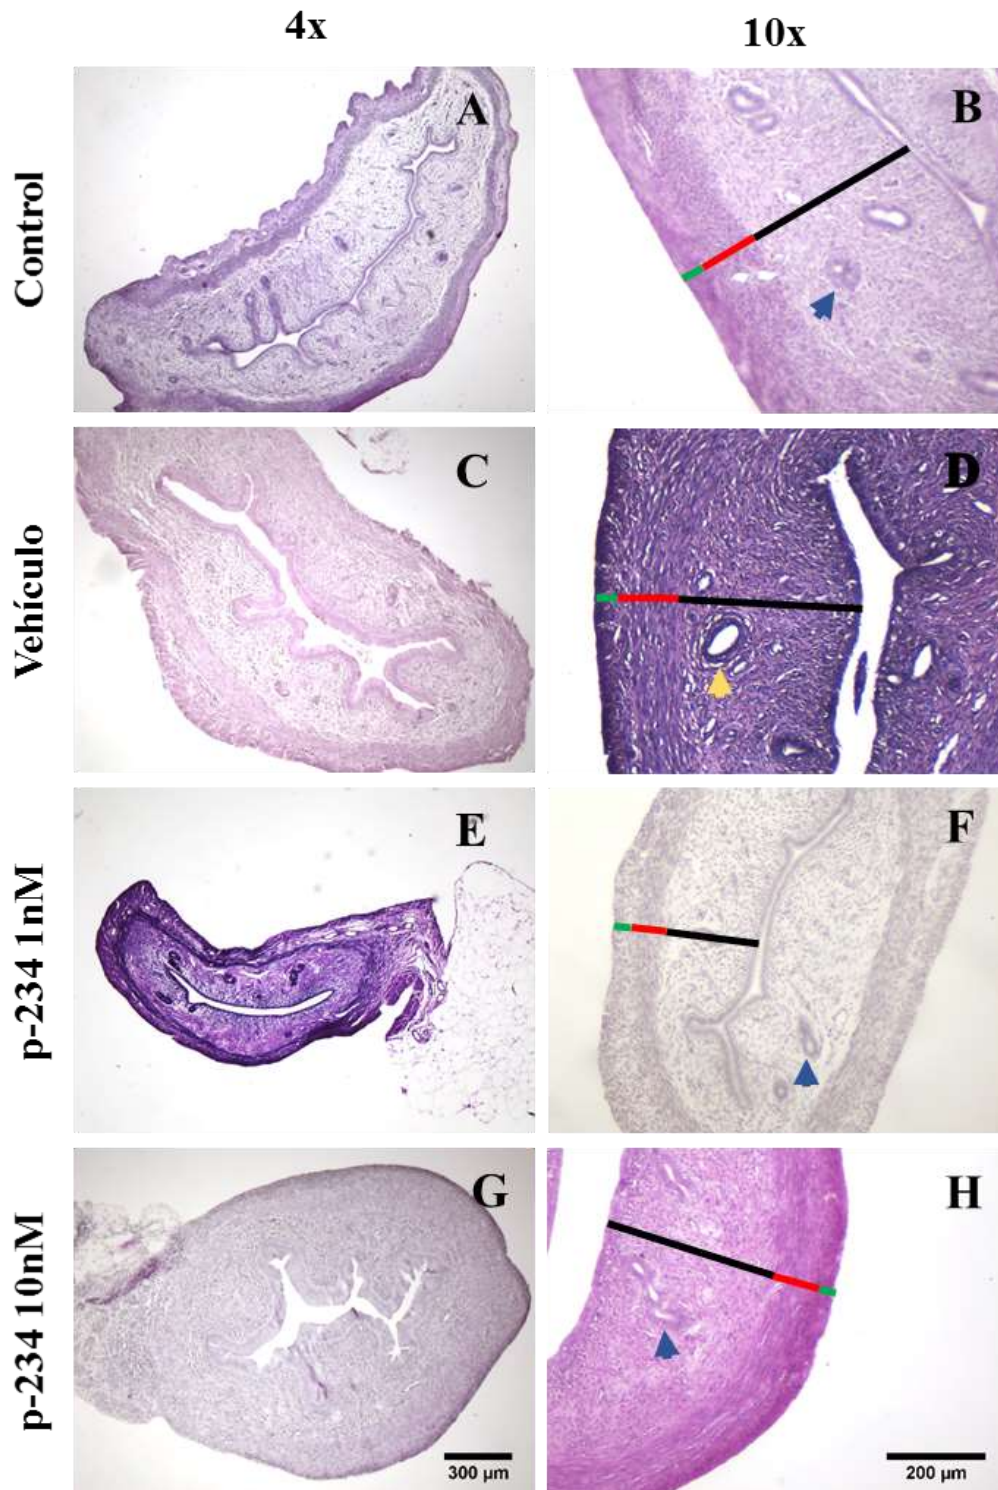 4x
10x
Control
A
B
Vehículo
C
D
p-234 1nM
E
F
p-234 10nM
G
H
300 µm
200 µm